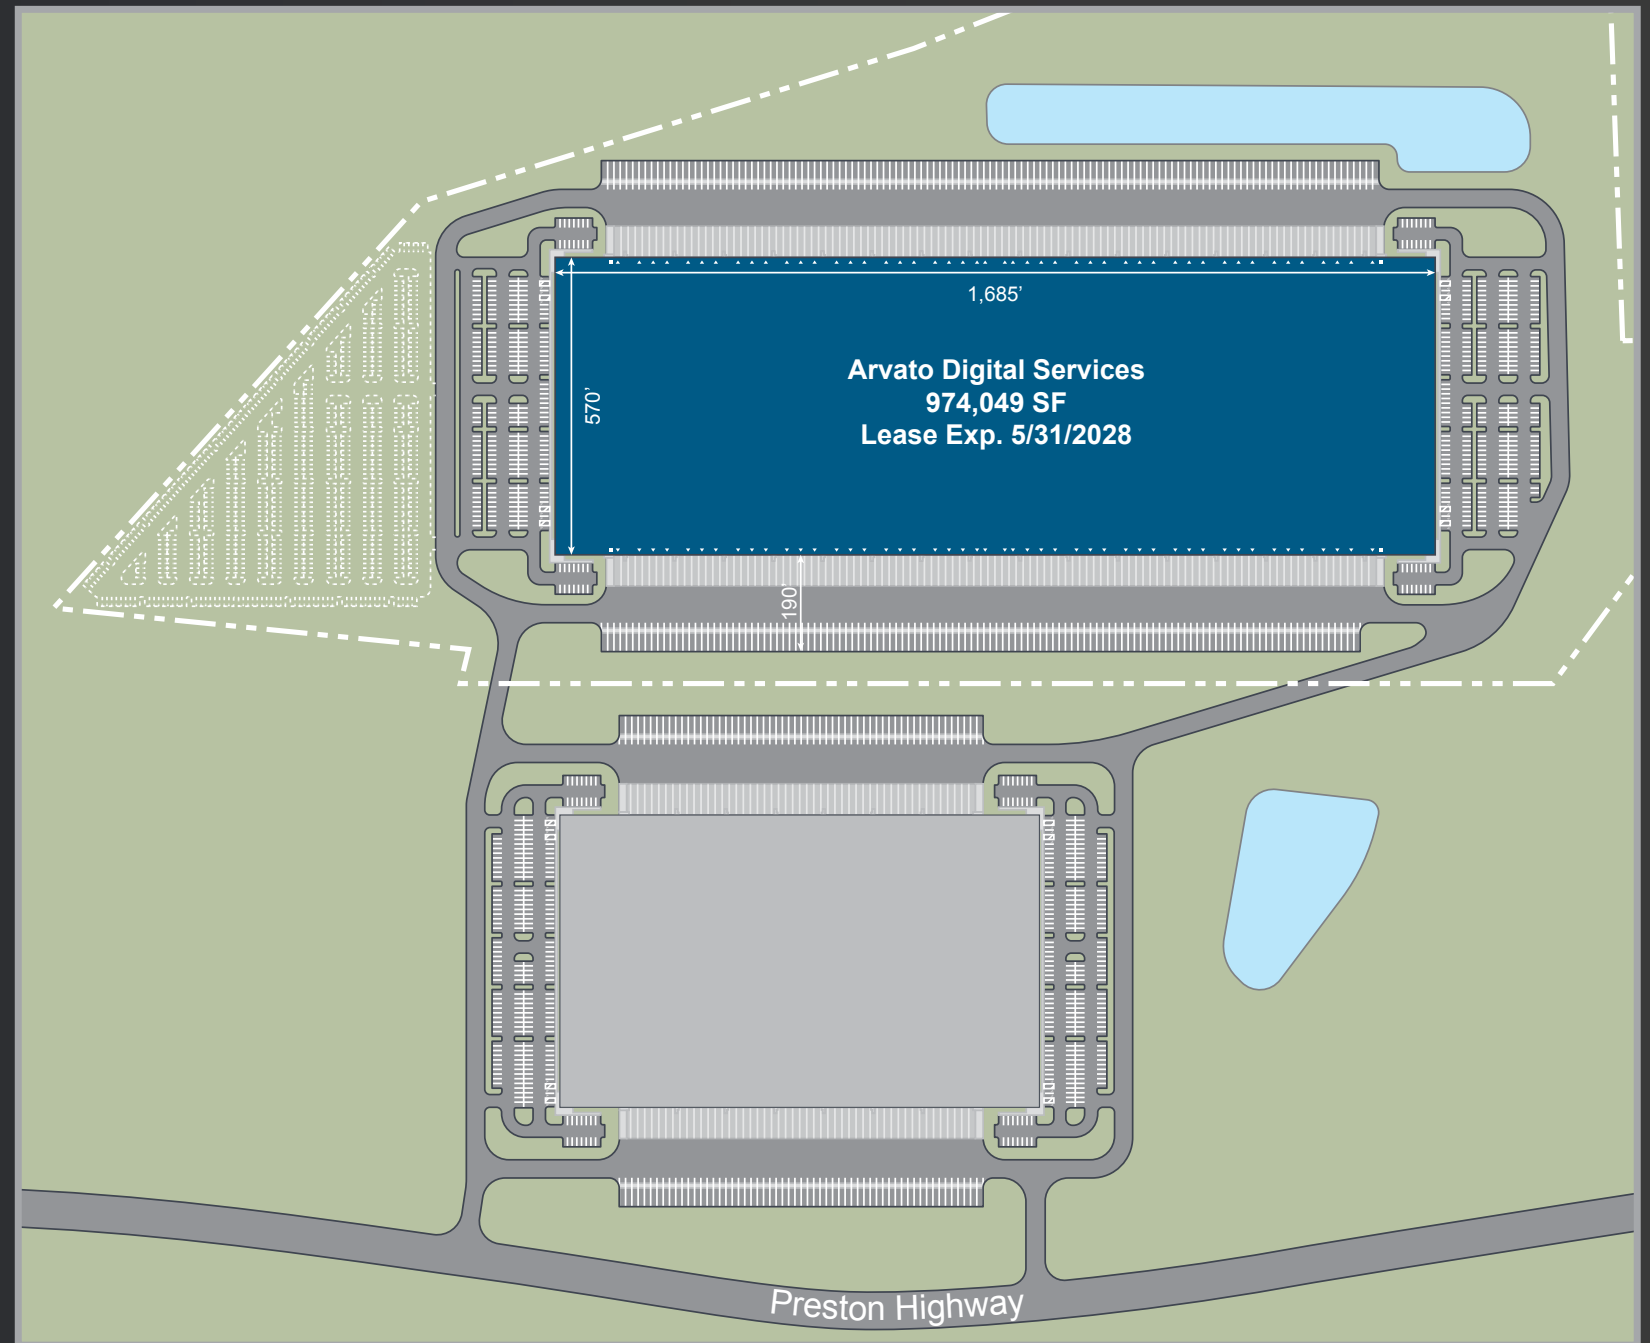 1,685’
570’
Arvato Digital Services
974,049 SF
Lease Exp. 5/31/2028
190’
Preston Highway